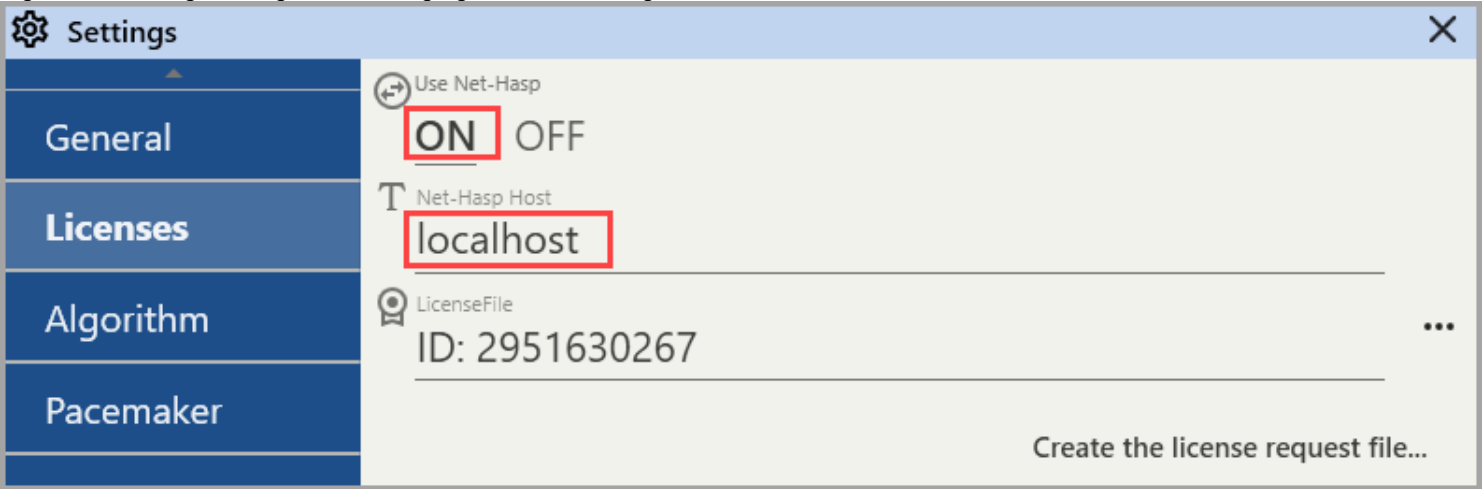 Settings
General
Licenses
Algorithm
Pacemaker
Use Net-Hasp
ON OFF
Net-Hasp Host
localhost
LicenseFile
ID: 2951630267
...
Create the license request file...